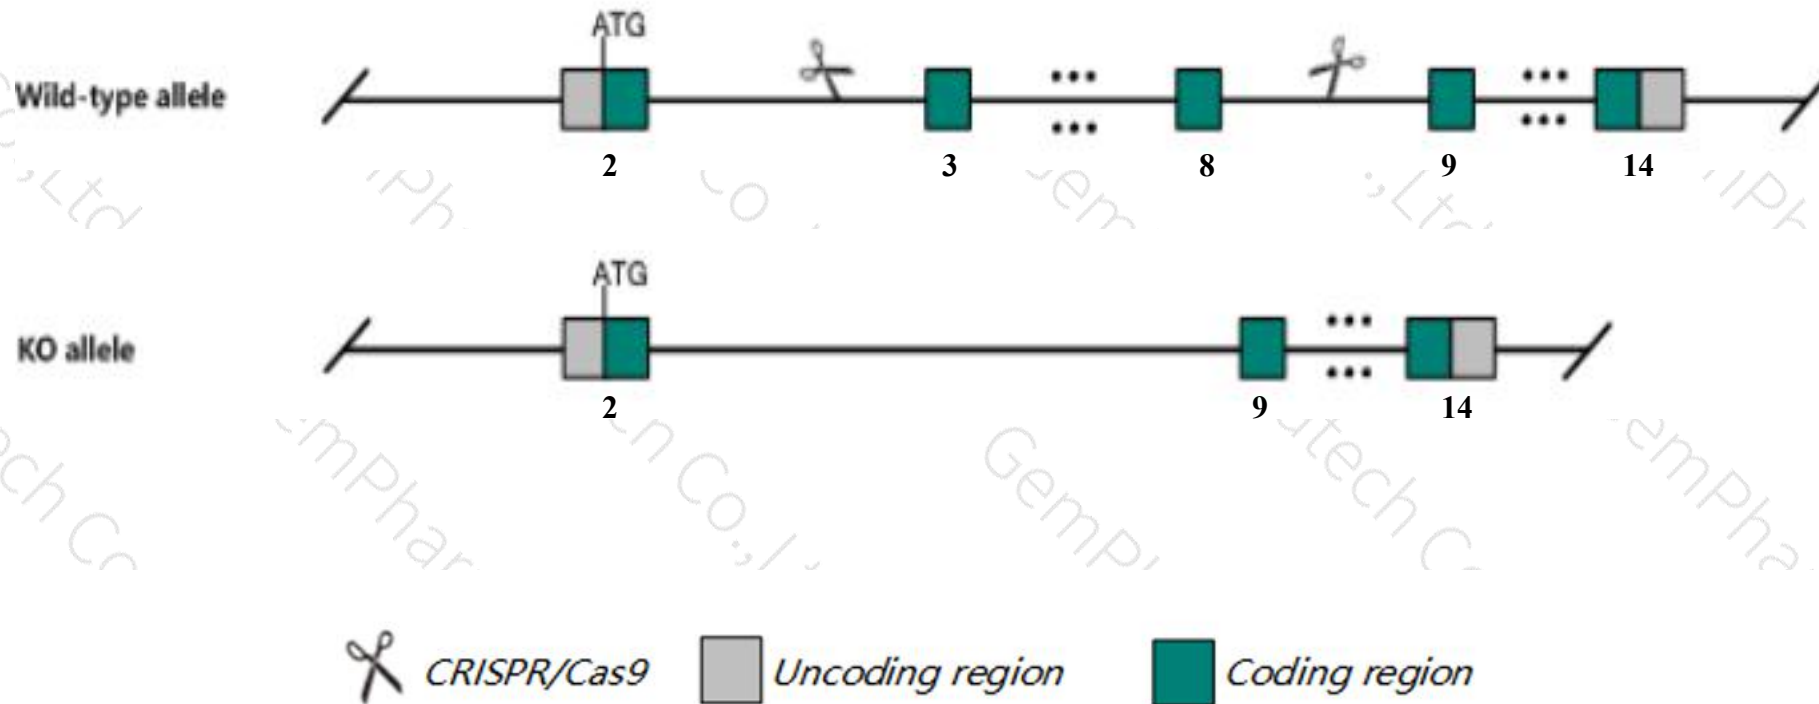 ATG
Wild-type allele
2 3 8 9 14
ATG
KO allele
2 9 14
CRISPR/Cas9 Uncoding region Coding region